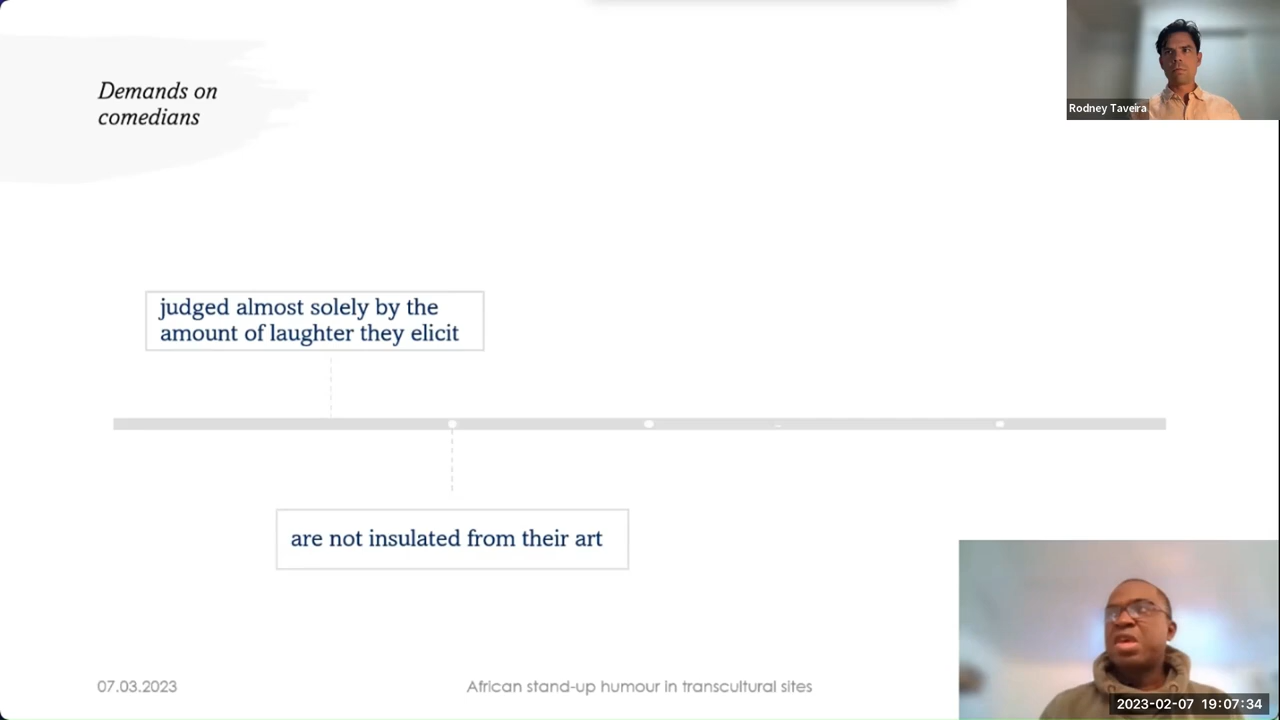 Demands on
comedians
Rodney Taveira
judged almost solely by the
amount of laughter they elicit
are not insulated from their art
07.03.2023
African stand-up humour in transcultural sites
2023-02-07 19:07:34